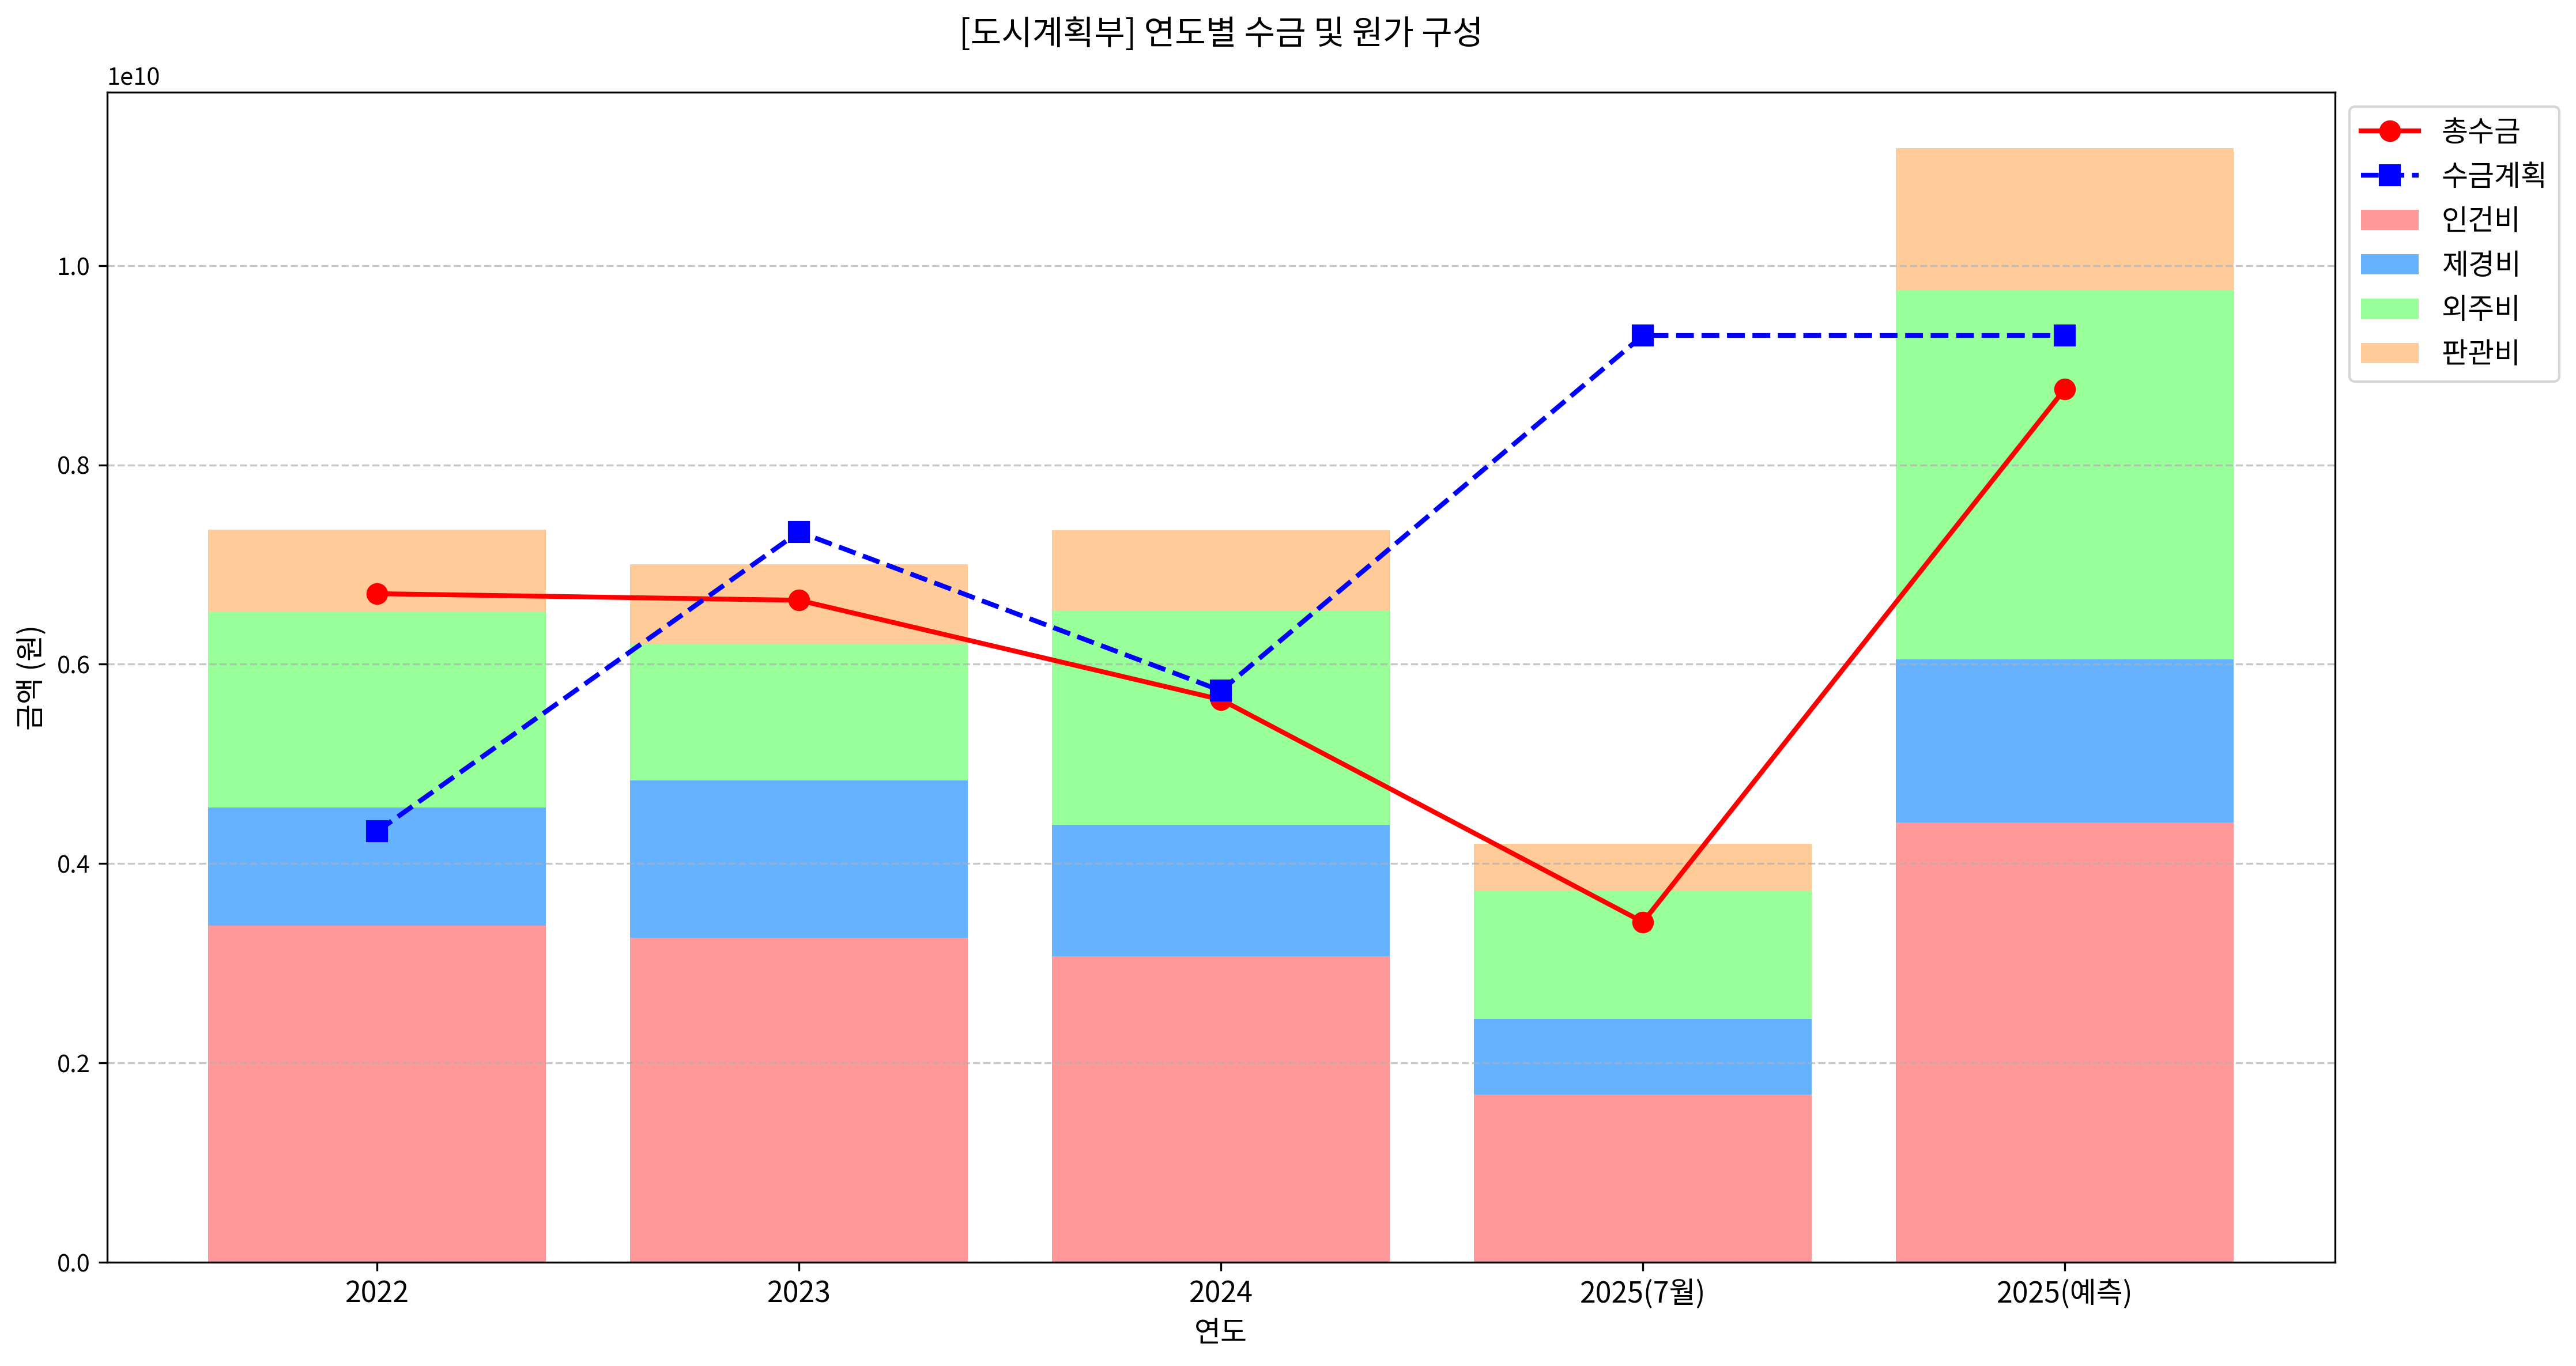 [도시계획부] 연도별 수금 및 원가 구성
1e10
총수금
수금계획
인건비
제경비
외주비
판관비
1.0
0.8
0.6
0.4
0.2
0.0
금액 (원)
2022
2023
2024
2025(7월)
2025(예측)
연도